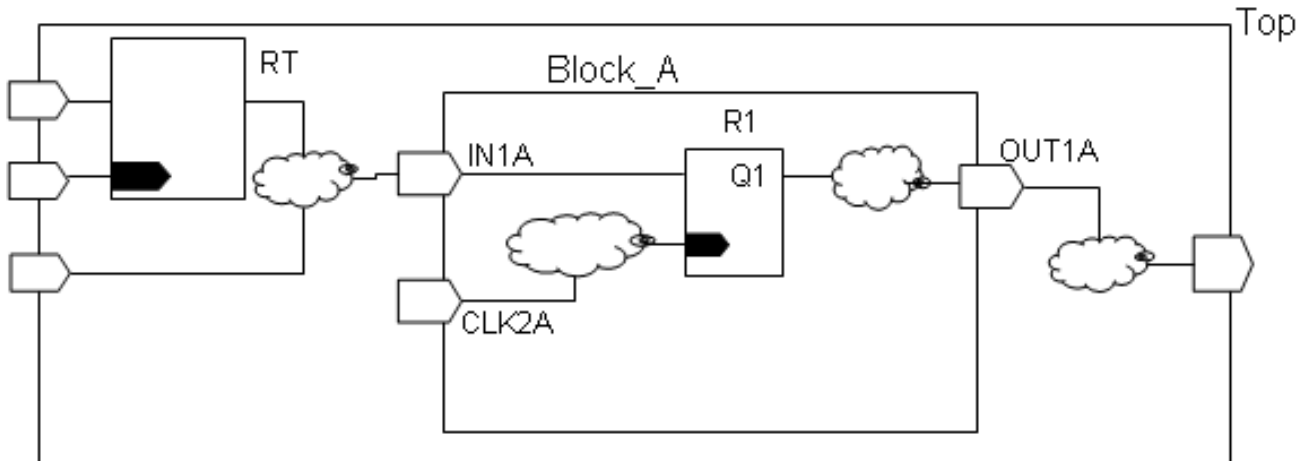 Top
RT
Block_A
R1
IN1A
Q1
OUT1A
CLK2A